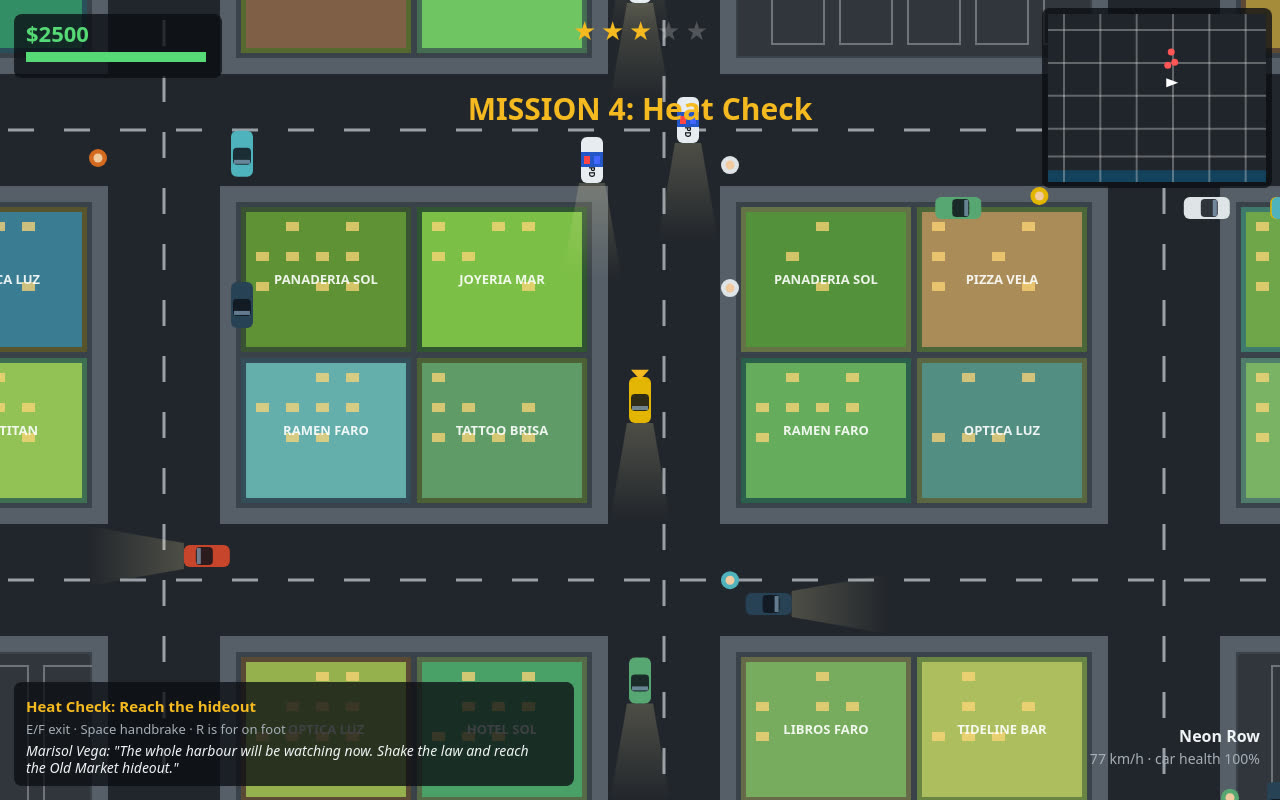 $2500
MISSION 4: Heat Check
PD
PD
CA LUZ
PANADERIA SOL
JOYERIA MAR
PANADERIA SOL
PIZZA VELA
TITAN
RAMEN FARO
TATTOO BRISA
RAMEN FARO
OPTICA LUZ
Heat Check: Reach the hideout
E/F exit · Space handbrake · R is for on foot
OPTICA LUZ
HOTEL SOL
Marisol Vega: "The whole harbour will be watching now. Shake the law and reach
the Old Market hideout."
LIBROS FARO
TIDELINE BAR
Neon Row
77 km/h · car health 100%